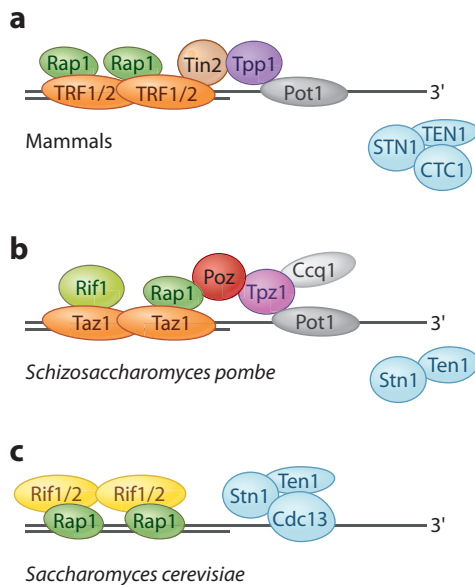 a
Rap1 Rap1 Tin2 Tpp1
TRF1/2 TRF1/2 Pot1 3'
Mammals
STN1 TEN1
CTC1
b
Rif1 Rap1 Poz Tpz1 Ccq1
Taz1 Taz1 Pot1 3'
Schizosaccharomyces pombe
Stn1 Ten1
c
Rif1/2 Rif1/2 Stn1 Ten1
Rap1 Rap1 Cdc13 3'
Saccharomyces cerevisiae